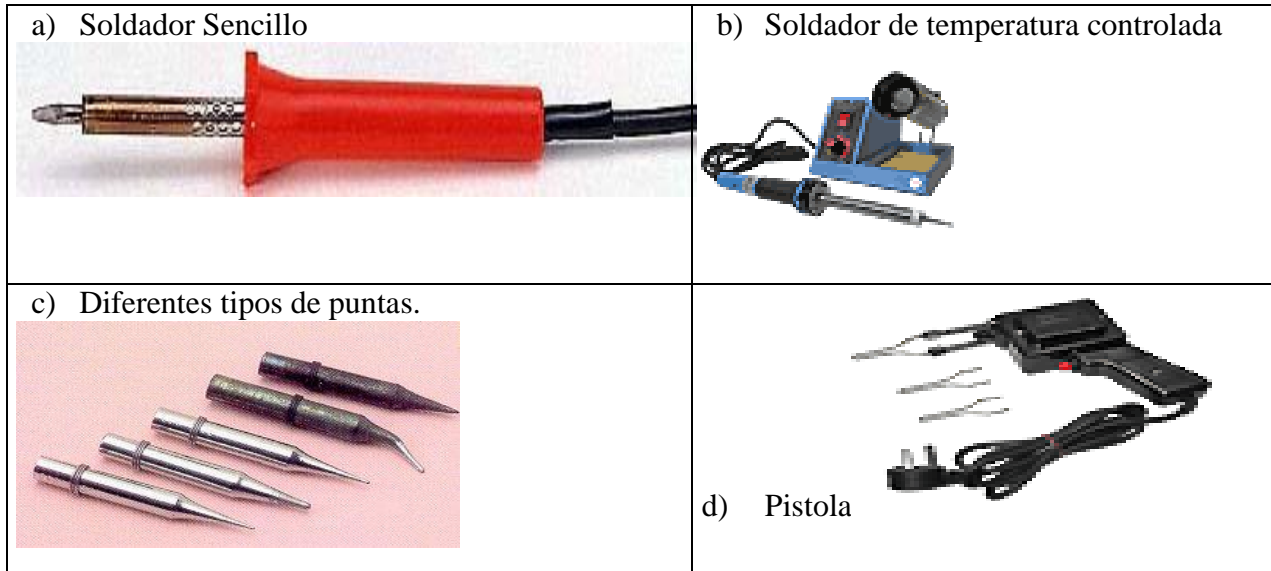 a) Soldador Sencillo
b) Soldador de temperatura controlada
c) Diferentes tipos de puntas.
d) Pistola